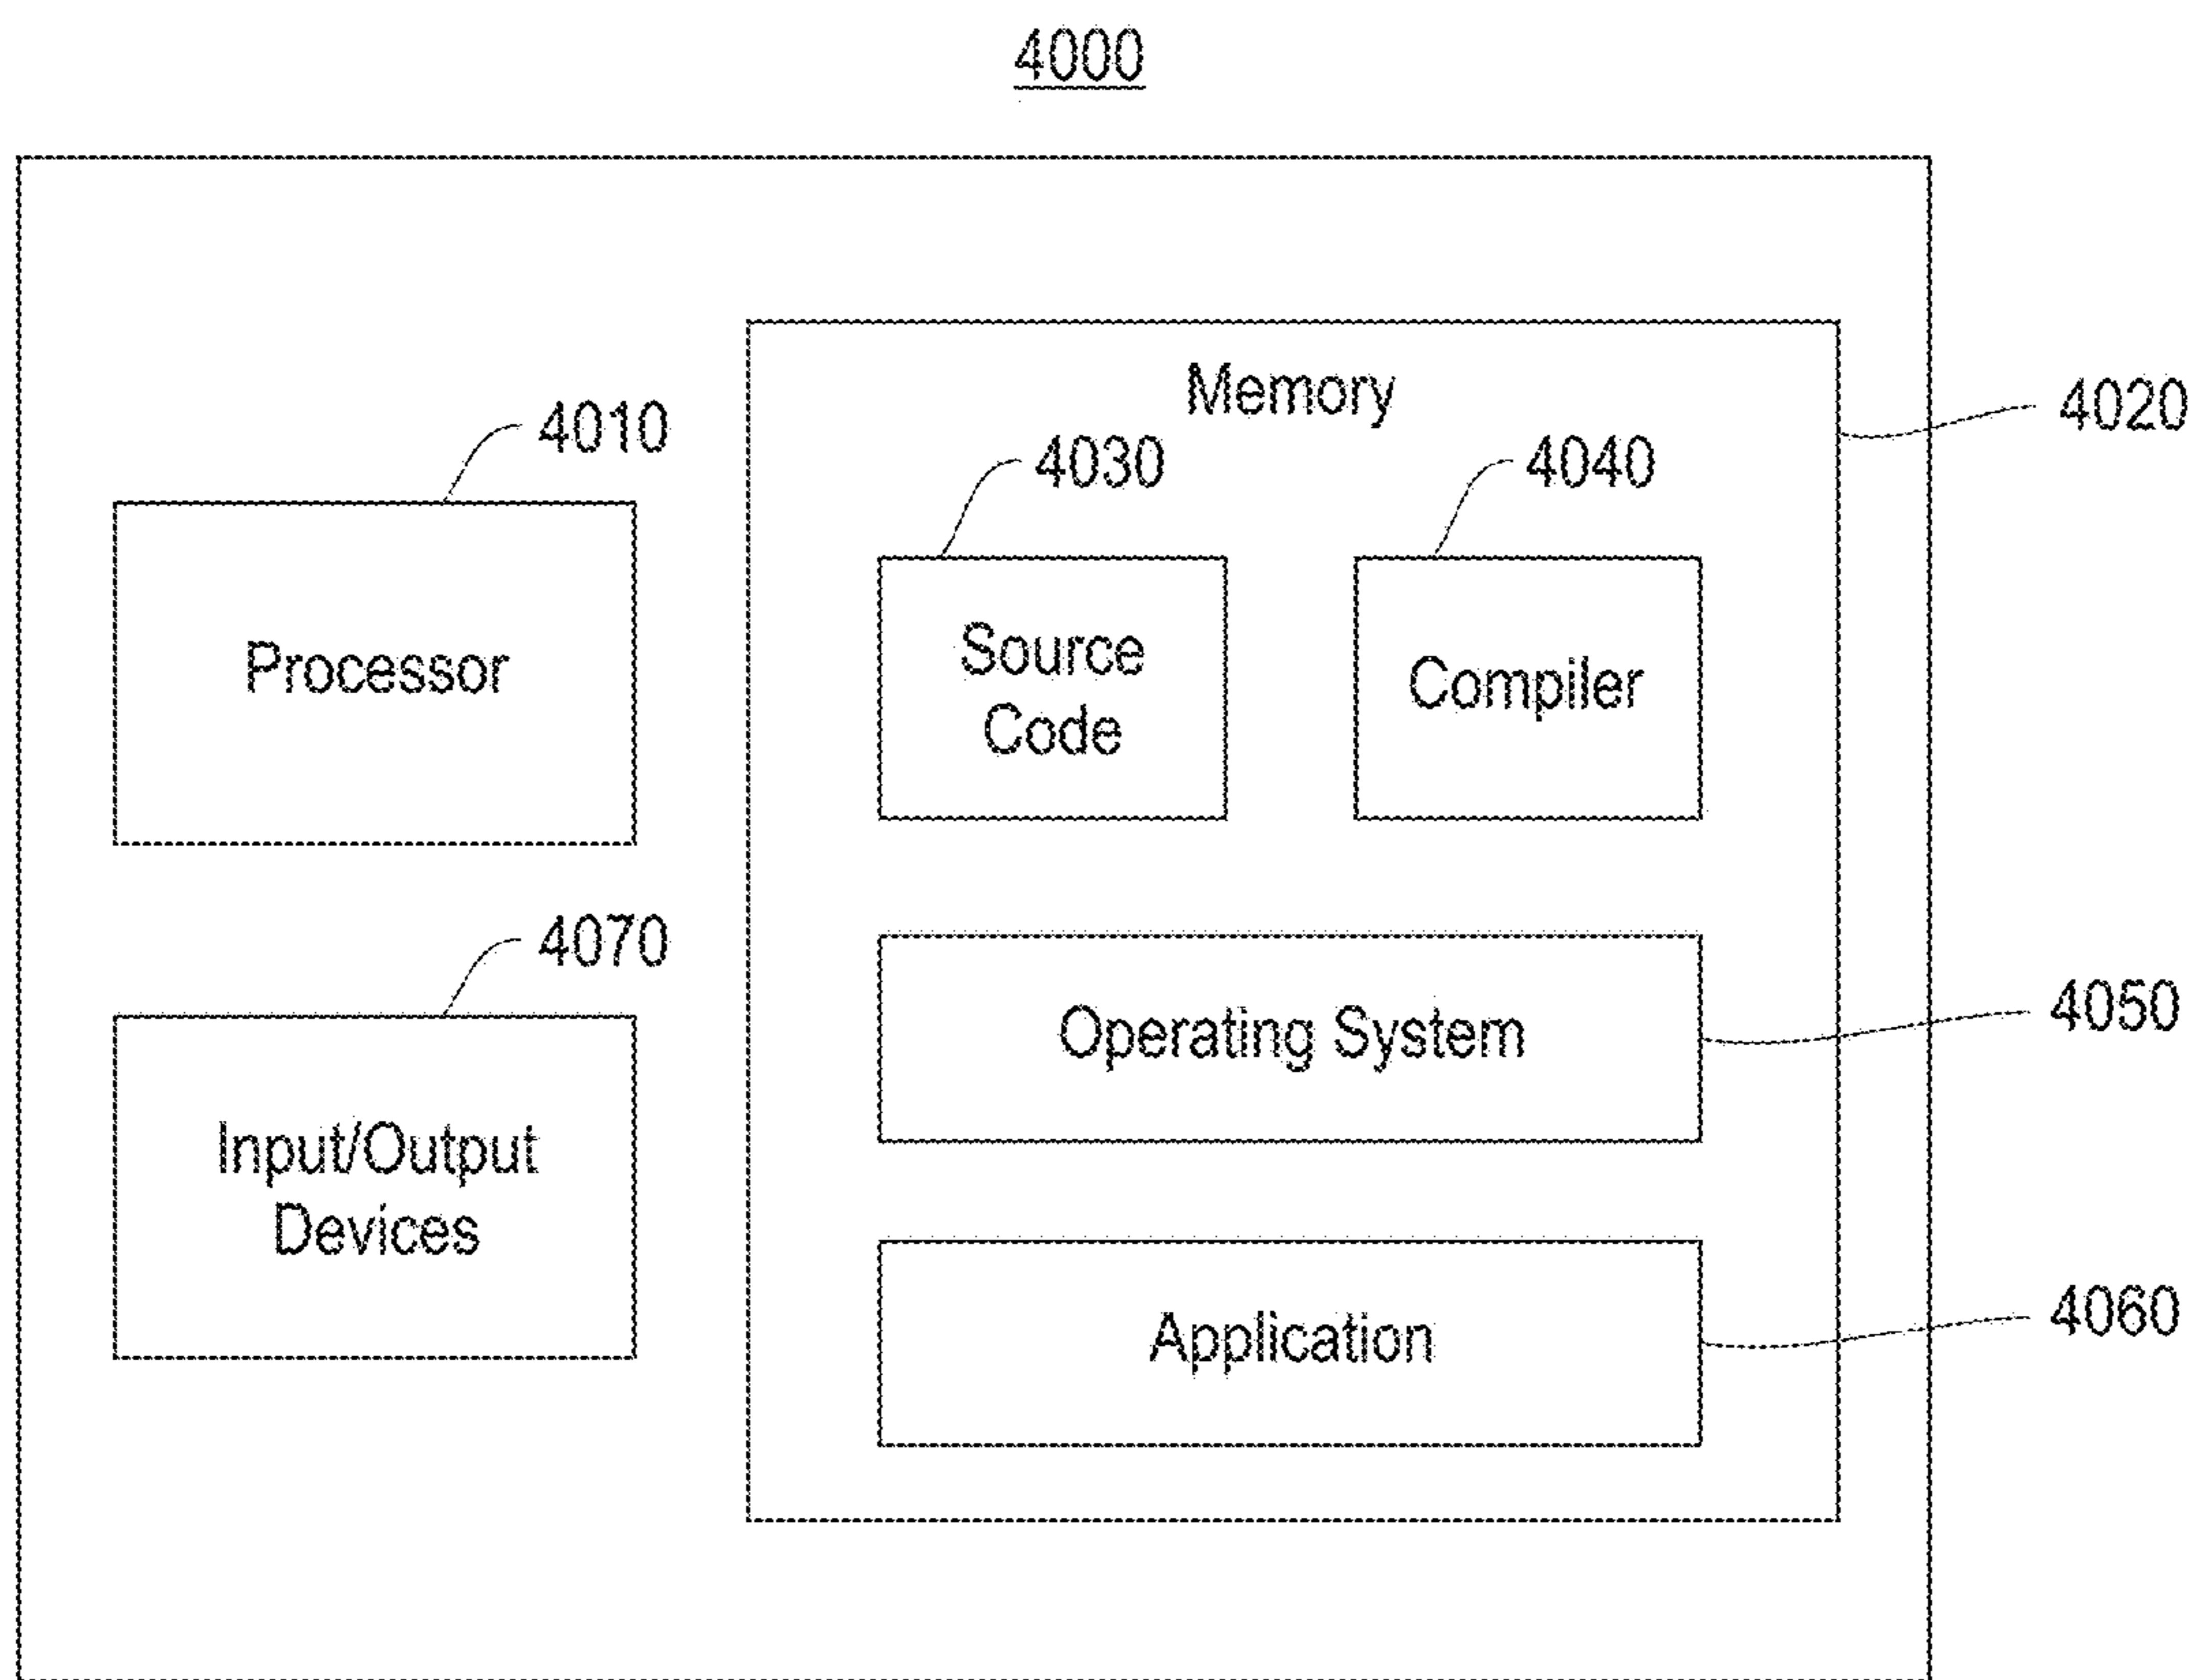 4000
Memory
4020
4010
4030
4040
Processor
Source
Code
Compiler
4070
Input/Output
Devices
Operating System
4050
Application
4060